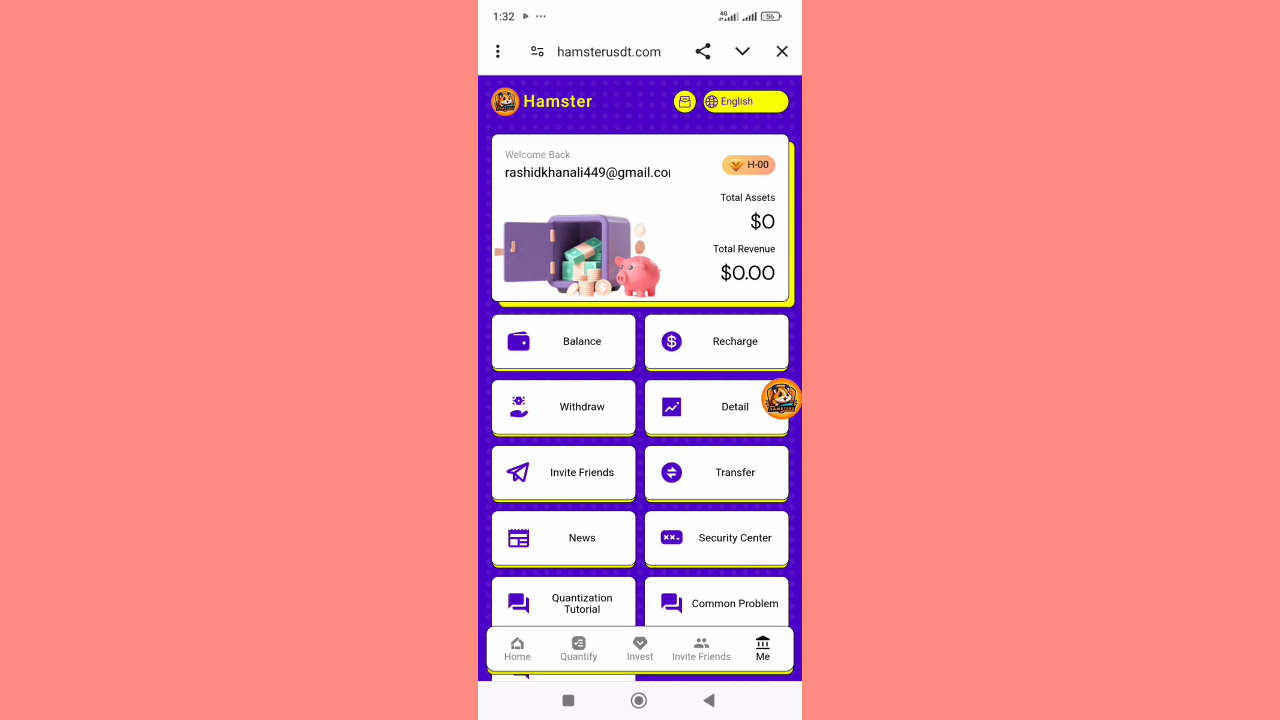 1:32
4G
56
hamsterusdt.com
Hamster
English
Welcome Back
rashidkhanali449@gmail.co
H-00
Total Assets
$0
Total Revenue
$0.00
Balance
Recharge
Withdraw
Detail
Invite Friends
Transfer
News
Security Center
Quantization
Tutorial
Common Problem
Home
Quantify
Invest
Invite Friends
Me